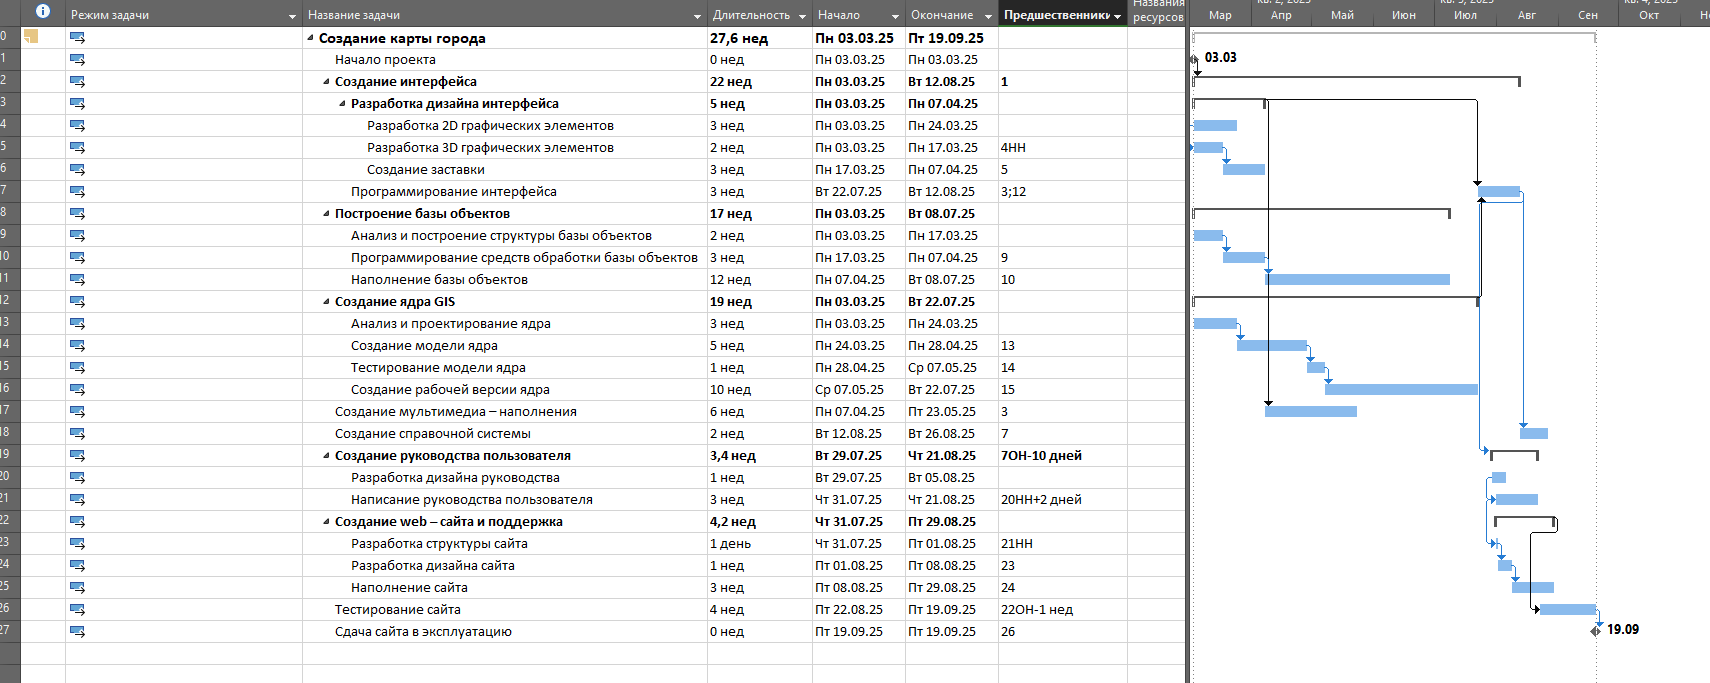 кв. 2, 2025 кв. 3, 2025 кв. 4, 2025
Режим задачи Название задачи Длительность Начало Окончание Предшественники Названия ресурсов Мар Апр Май Июн Июл Авг Сен Окт
0 Создание карты города 27,6 нед Пн 03.03.25 Пт 19.09.25
1 Начало проекта 0 нед Пн 03.03.25 Пн 03.03.25 03.03
2 Создание интерфейса 22 нед Пн 03.03.25 Вт 12.08.25 1
3 Разработка дизайна интерфейса 5 нед Пн 03.03.25 Пн 07.04.25
4 Разработка 2D графических элементов 3 нед Пн 03.03.25 Пн 24.03.25
5 Разработка 3D графических элементов 2 нед Пн 03.03.25 Пн 17.03.25 4НН
6 Создание заставки 3 нед Пн 17.03.25 Пн 07.04.25 5
7 Программирование интерфейса 3 нед Вт 22.07.25 Вт 12.08.25 3;12
8 Построение базы объектов 17 нед Пн 03.03.25 Вт 08.07.25
9 Анализ и построение структуры базы объектов 2 нед Пн 03.03.25 Пн 17.03.25
10 Программирование средств обработки базы объектов 3 нед Пн 17.03.25 Пн 07.04.25 9
11 Наполнение базы объектов 12 нед Пн 07.04.25 Вт 08.07.25 10
12 Создание ядра GIS 19 нед Пн 03.03.25 Вт 22.07.25
13 Анализ и проектирование ядра 3 нед Пн 03.03.25 Пн 24.03.25
14 Создание модели ядра 5 нед Пн 24.03.25 Пн 28.04.25 13
15 Тестирование модели ядра 1 нед Пн 28.04.25 Ср 07.05.25 14
16 Создание рабочей версии ядра 10 нед Ср 07.05.25 Вт 22.07.25 15
17 Создание мультимедиа – наполнения 6 нед Пн 07.04.25 Пт 23.05.25 3
18 Создание справочной системы 2 нед Вт 12.08.25 Вт 26.08.25 7
19 Создание руководства пользователя 3,4 нед Вт 29.07.25 Чт 21.08.25 7ОН-10 дней
20 Разработка дизайна руководства 1 нед Вт 29.07.25 Вт 05.08.25
21 Написание руководства пользователя 3 нед Чт 31.07.25 Чт 21.08.25 20НН+2 дней
22 Создание web – сайта и поддержка 4,2 нед Чт 31.07.25 Пт 29.08.25
23 Разработка структуры сайта 1 день Чт 31.07.25 Пт 01.08.25 21НН
24 Разработка дизайна сайта 1 нед Пт 01.08.25 Пт 08.08.25 23
25 Наполнение сайта 3 нед Пт 08.08.25 Пт 29.08.25 24
26 Тестирование сайта 4 нед Пт 22.08.25 Пт 19.09.25 22ОН-1 нед
27 Сдача сайта в эксплуатацию 0 нед Пт 19.09.25 Пт 19.09.25 26 19.09